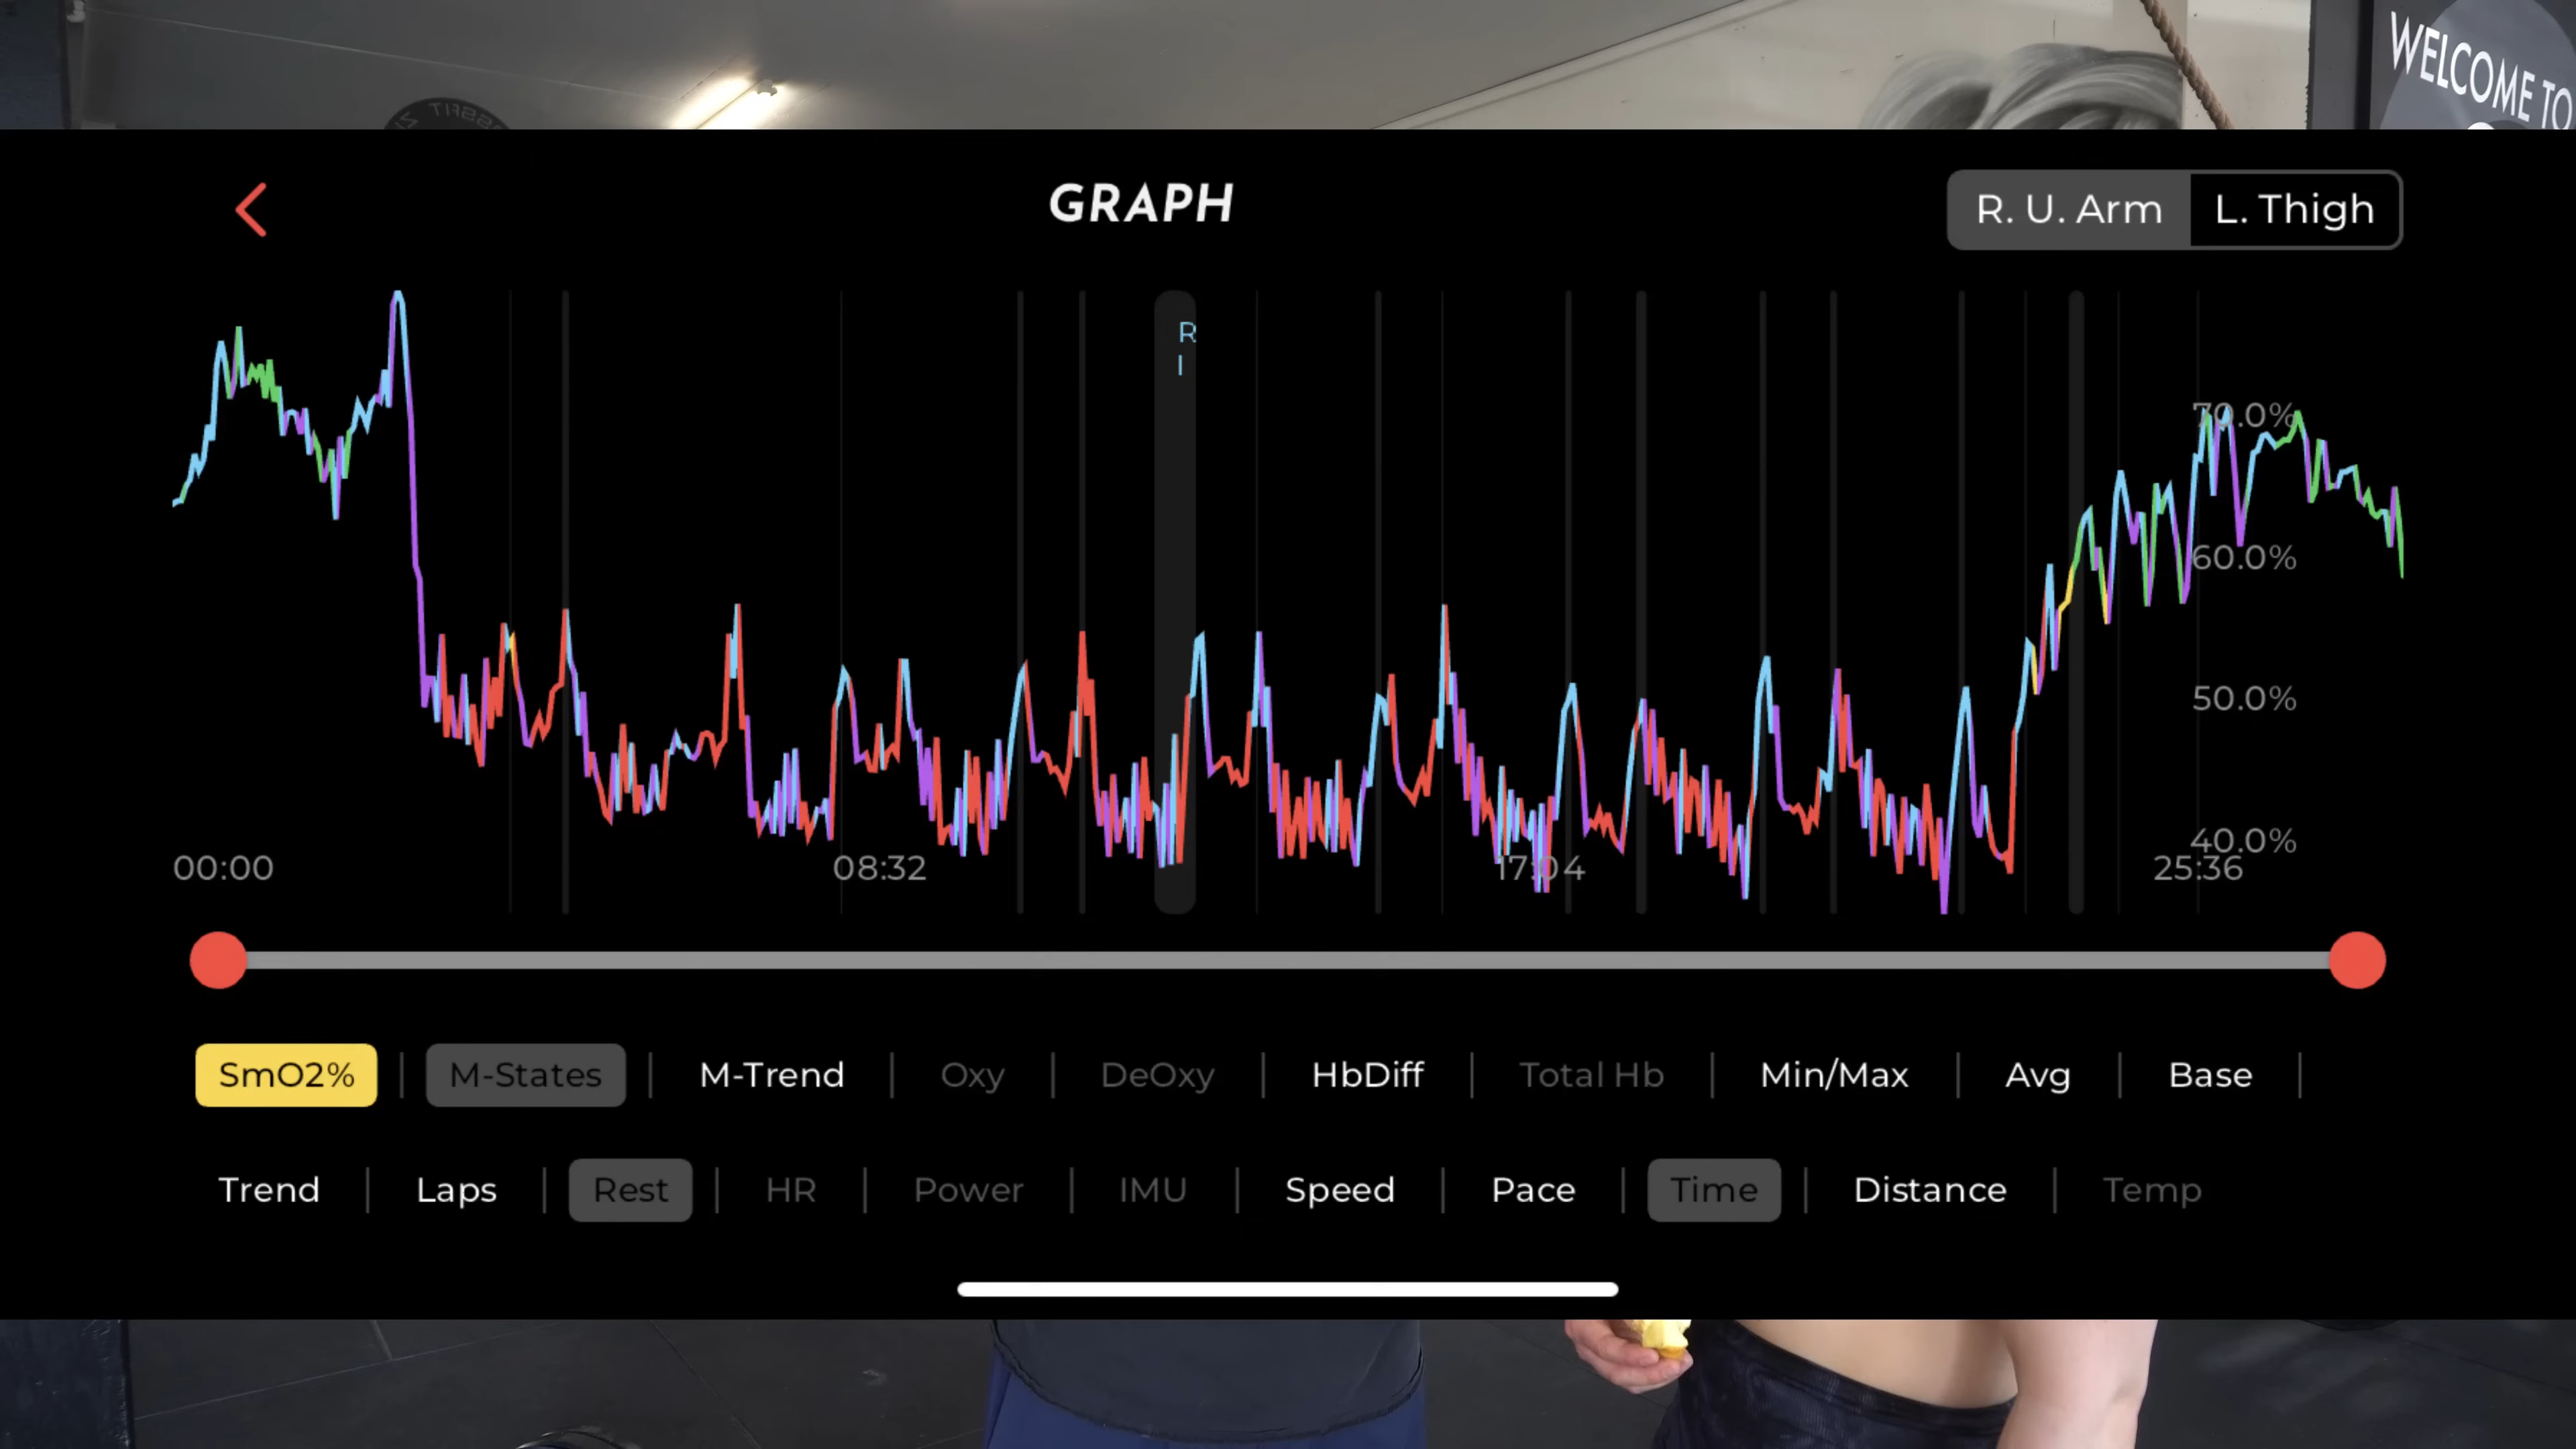 WELCOME TO
GRAPH
R. U. Arm
L. Thigh
R
I
70.0%
60.0%
50.0%
40.0%
00:00
08:32
17:04
25:36
SmO2% | M-States | M-Trend | Oxy | DeOxy | HbDiff | Total Hb | Min/Max | Avg | Base |
Trend | Laps | Rest | HR | Power | IMU | Speed | Pace | Time | Distance | Temp